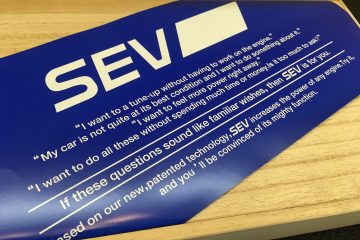 SEV
"I want to a tune-up without having to work on the engine."
"My car is not quite at its best condition and I want to do something about it."
"I want to feel more power right away."
"I want to do all these without spending much time or money. Is it too much to ask?"
If these questions sound like familiar wishes, then SEV is for you.
ased on our new,patented technology,SEV increases the power of any engine.Try it,
and you'll be convinced of its mighty function.